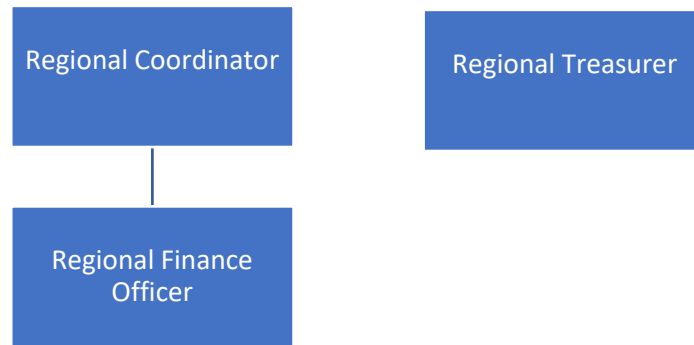 Regional Coordinator
Regional Treasurer
Regional Finance
Officer